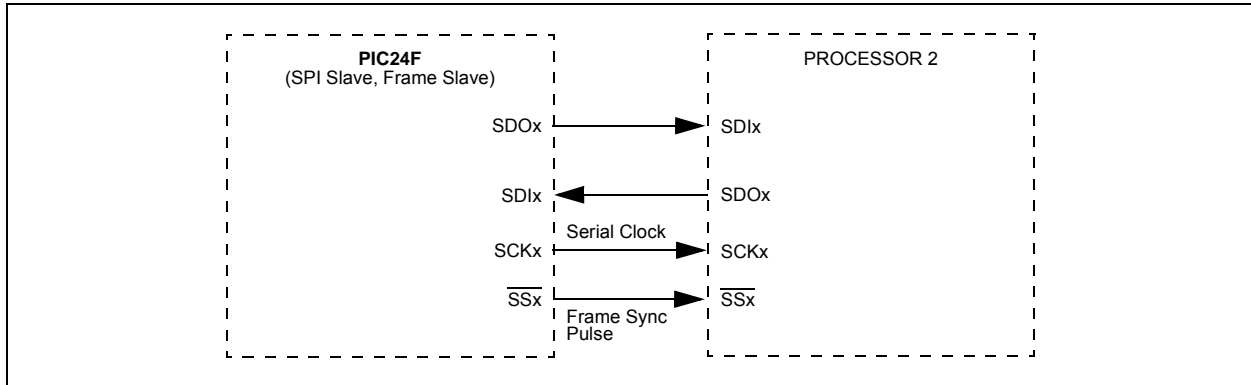 PIC24F
(SPI Slave, Frame Slave)
PROCESSOR 2
SDOx
SDIx
SDIx
SDOx
Serial Clock
SCKx
SCKx
SSx
SSx
Frame Sync
Pulse